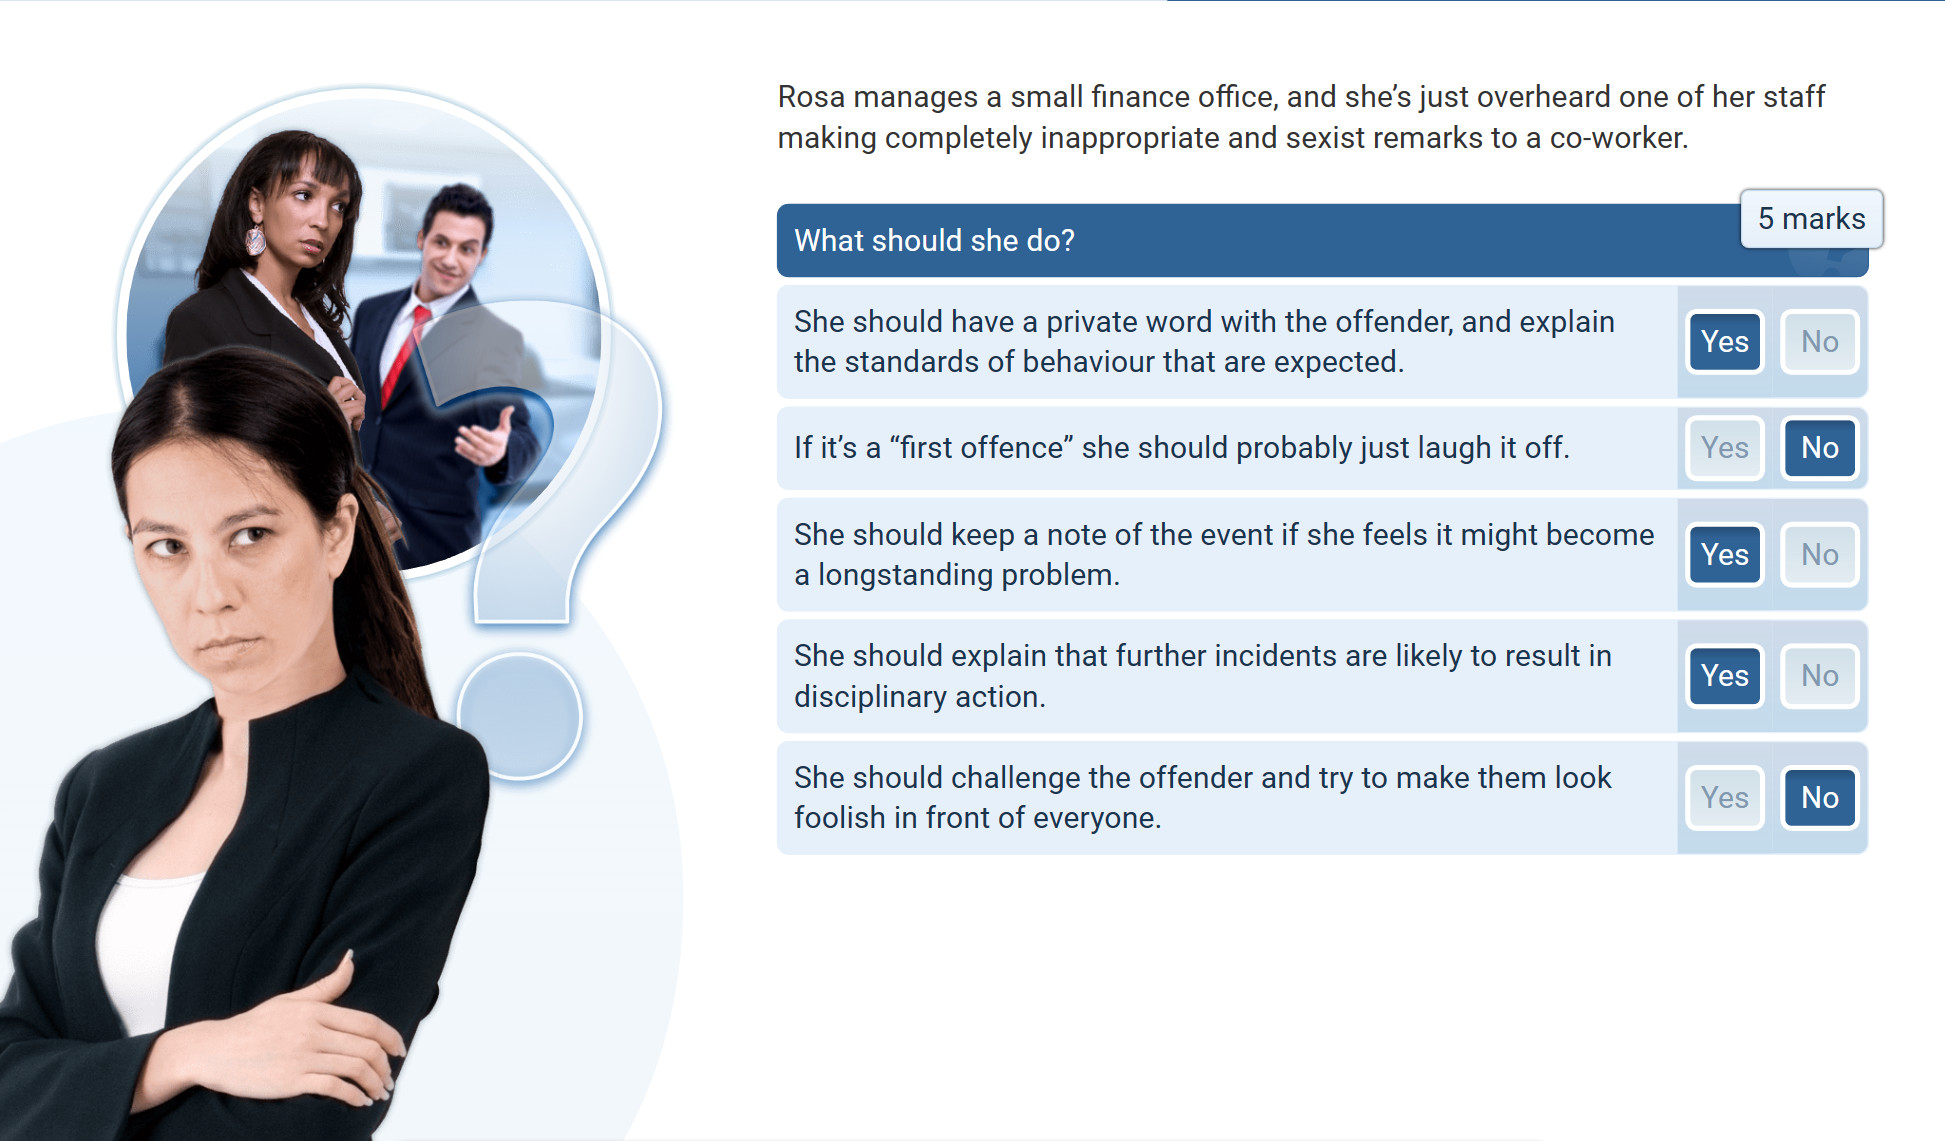 Rosa manages a small finance office, and she’s just overheard one of her staff
making completely inappropriate and sexist remarks to a co-worker.
5 marks
What should she do?
She should have a private word with the offender, and explain
the standards of behaviour that are expected.
Yes No
If it’s a “first offence” she should probably just laugh it off.
Yes No
She should keep a note of the event if she feels it might become
a longstanding problem.
Yes No
She should explain that further incidents are likely to result in
disciplinary action.
Yes No
She should challenge the offender and try to make them look
foolish in front of everyone.
Yes No